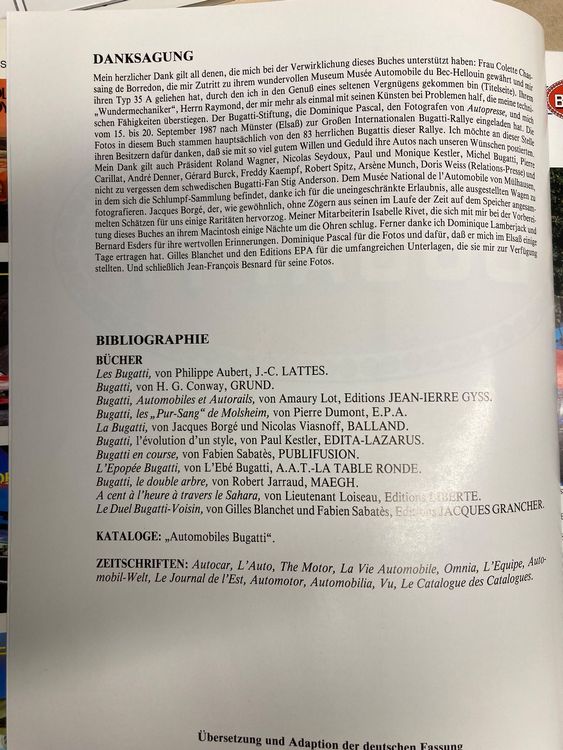 DANKSAGUNG
Mein herzlicher Dank gilt all denen, die mich bei der Verwirklichung dieses Buches unterstützt haben: Frau Colette Chas-
saing de Borredon, die mir Zutritt zu ihrem wundervollen Museum Musée Automobile du Bec-Hellouin gewährt und mir
ihren Typ 35 A geliehen hat, durch den ich in den Genuß eines seltenen Vergnügens gekommen bin (Titelseite). Ihrem
„Wundermechaniker“, Herrn Raymond, der mir mehr als einmal mit seinen Künsten bei Problemen half, die meine techni-
schen Fähigkeiten überstiegen. Der Bugatti-Stiftung, die Dominique Pascal, den Fotografen von Autopresse, und mich
vom 15. bis 20. September 1987 nach Münster (Elsaß) zur Großen Internationalen Bugatti-Rallye eingeladen hat. Die
Fotos in diesem Buch stammen hauptsächlich von den 83 herrlichen Bugattis dieser Rallye. Ich möchte an dieser Stelle
ihren Besitzern dafür danken, daß sie mit so viel gutem Willen und Geduld ihre Autos nach unseren Wünschen postierten.
Mein Dank gilt auch Präsident Roland Wagner, Nicolas Seydoux, Paul und Monique Kestler, Michel Bugatti, Pierre
Carillat, André Denner, Gérard Burck, Freddy Kaempf, Robert Spitz, Arsène Munch, Doris Weiss (Relations-Presse) und
nicht zu vergessen dem schwedischen Bugatti-Fan Stig Anderson. Dem Musée National de l'Automobile von Mülhausen,
in dem sich die Schlumpf-Sammlung befindet, danke ich für die uneingeschränkte Erlaubnis, alle ausgestellten Wagen zu
fotografieren. Jacques Borgé, der, wie gewöhnlich, ohne Zögern aus seinen im Laufe der Zeit auf dem Speicher angesam-
melten Schätzen für uns einige Raritäten hervorzog. Meiner Mitarbeiterin Isabelle Rivet, die sich mit mir bei der Vorberei-
tung dieses Buches an ihrem Macintosh einige Nächte um die Ohren schlug. Ferner danke ich Dominique Lamberjack und
Bernard Esders für ihre wertvollen Erinnerungen. Dominique Pascal für die Fotos und dafür, daß er mich im Elsaß einige
Tage ertragen hat. Gilles Blanchet und den Editions EPA für die umfangreichen Unterlagen, die sie mir zur Verfügung
stellten. Und schließlich Jean-François Besnard für seine Fotos.
BIBLIOGRAPHIE
BÜCHER
Les Bugatti, von Philippe Aubert, J.-C. LATTES.
Bugatti, von H. G. Conway, GRUND.
Bugatti, Automobiles et Autorails, von Amaury Lot, Editions JEAN-IERRE GYSS.
Bugatti, les „Pur-Sang“ de Molsheim, von Pierre Dumont, E.P.A.
La Bugatti, von Jacques Borgé und Nicolas Viasnoff, BALLAND.
Bugatti, l'évolution d'un style, von Paul Kestler, EDITA-LAZARUS.
Bugatti en course, von Fabien Sabatès, PUBLIFUSION.
L'Epopée Bugatti, von L'Ebé Bugatti, A.A.T.-LA TABLE RONDE.
Bugatti, le double arbre, von Robert Jarraud, MAEGH.
A cent à l'heure à travers le Sahara, von Lieutenant Loiseau, Editions LIBERTE.
Le Duel Bugatti-Voisin, von Gilles Blanchet und Fabien Sabatès, Editions JACQUES GRANCHER.
KATALOGE: „Automobiles Bugatti“.
ZEITSCHRIFTEN: Autocar, L'Auto, The Motor, La Vie Automobile, Omnia, L'Equipe, Auto-
mobil-Welt, Le Journal de l'Est, Automotor, Automobilia, Vu, Le Catalogue des Catalogues.
Übersetzung und Adaption der deutschen Fassung